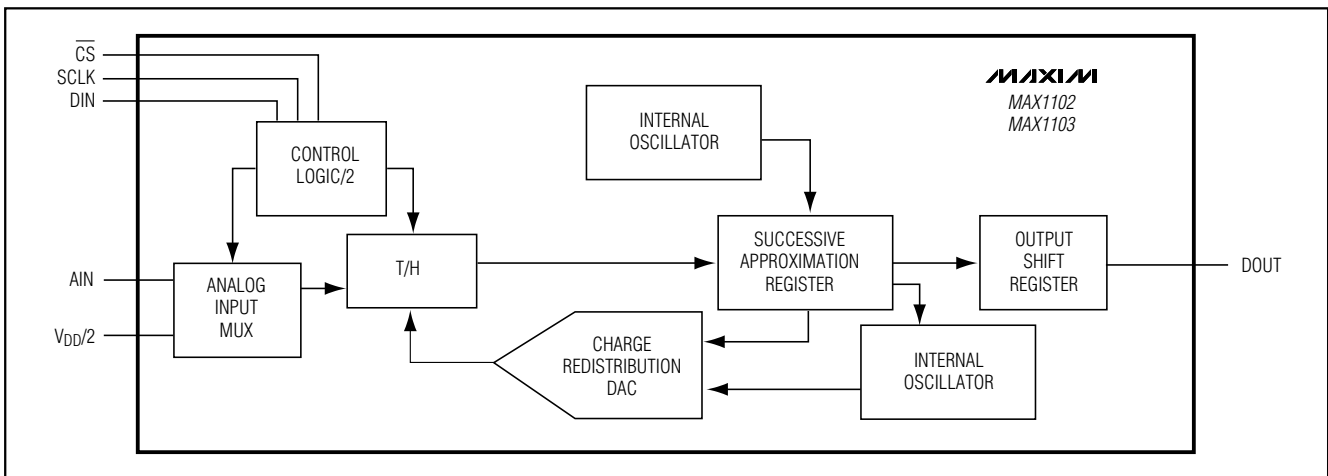 CS
SCLK
DIN
MAXIM
MAX1102
MAX1103
INTERNAL
OSCILLATOR
CONTROL
LOGIC/2
AIN
VDD/2
ANALOG
INPUT
MUX
T/H
SUCCESSIVE
APPROXIMATION
REGISTER
OUTPUT
SHIFT
REGISTER
DOUT
CHARGE
REDISTRIBUTION
DAC
INTERNAL
OSCILLATOR